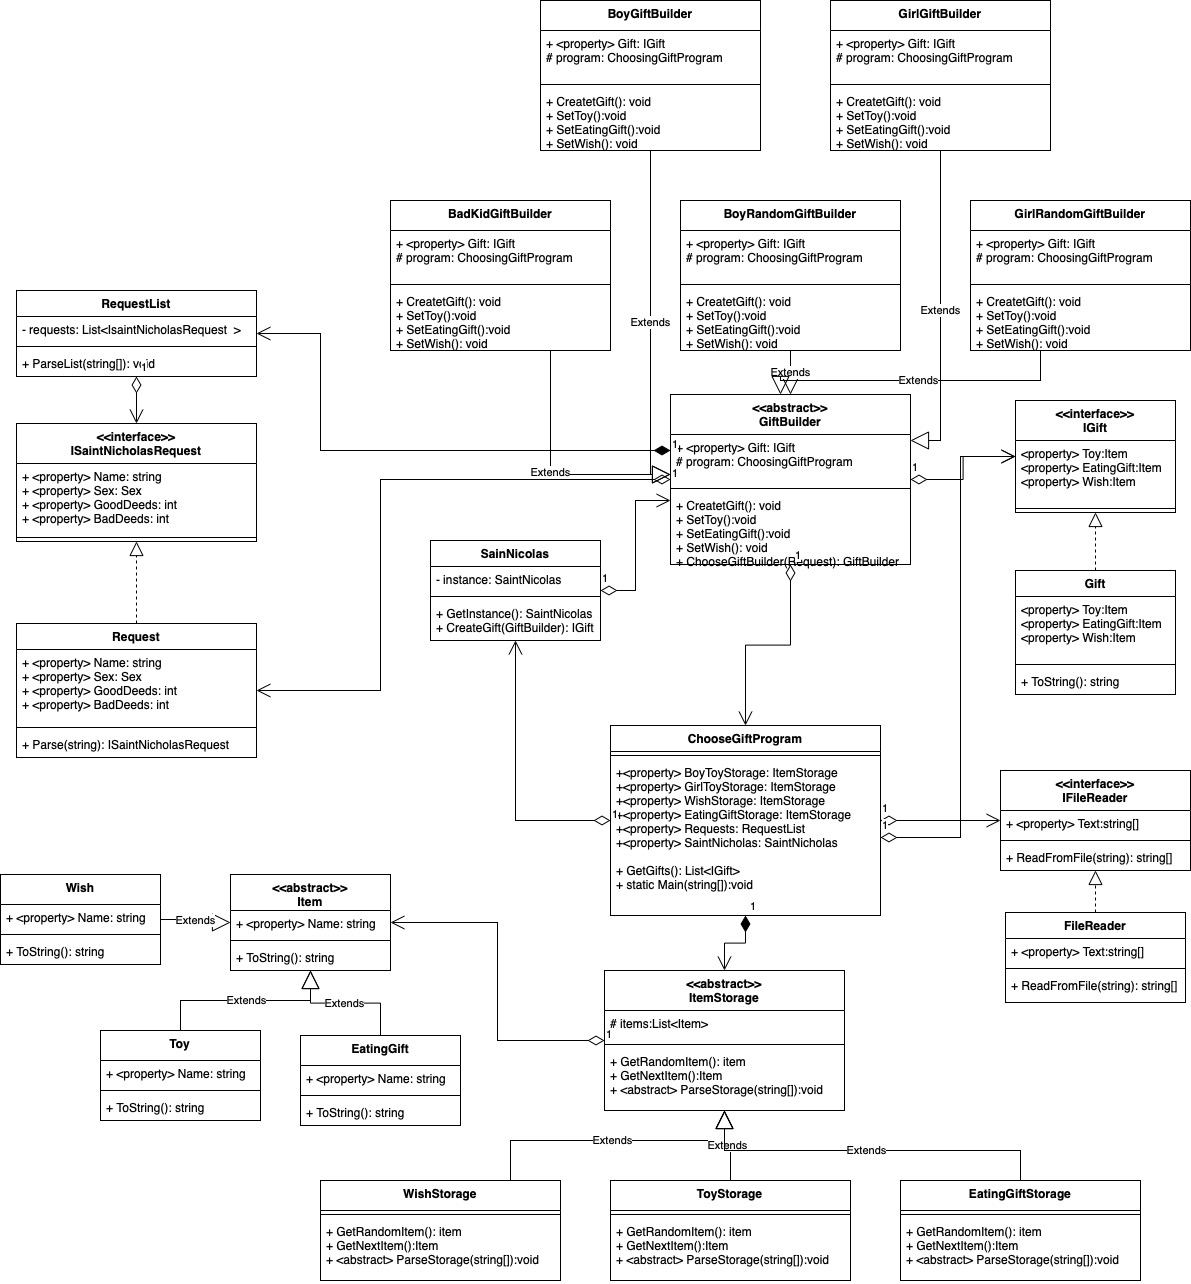 BoyGiftBuilder
+ <property> Gift: IGift
# program: ChoosingGiftProgram
+ CreatetGift(): void
+ SetToy():void
+ SetEatingGift():void
+ SetWish(): void
GirlGiftBuilder
+ <property> Gift: IGift
# program: ChoosingGiftProgram
+ CreatetGift(): void
+ SetToy():void
+ SetEatingGift():void
+ SetWish(): void
BadKidGiftBuilder
+ <property> Gift: IGift
# program: ChoosingGiftProgram
+ CreatetGift(): void
+ SetToy():void
+ SetEatingGift():void
+ SetWish(): void
BoyRandomGiftBuilder
+ <property> Gift: IGift
# program: ChoosingGiftProgram
+ CreatetGift(): void
+ SetToy():void
+ SetEatingGift():void
+ SetWish(): void
GirlRandomGiftBuilder
+ <property> Gift: IGift
# program: ChoosingGiftProgram
+ CreatetGift(): void
+ SetToy():void
+ SetEatingGift():void
+ SetWish(): void
Extends
Extends
Extends
Extends
Extends
RequestList
- requests: List<IsaintNicholasRequest >
+ ParseList(string[]): void
1
<<interface>>
ISaintNicholasRequest
+ <property> Name: string
+ <property> Sex: Sex
+ <property> GoodDeeds: int
+ <property> BadDeeds: int
Request
+ <property> Name: string
+ <property> Sex: Sex
+ <property> GoodDeeds: int
+ <property> BadDeeds: int
+ Parse(string): ISaintNicholasRequest
<<abstract>>
GiftBuilder
1
+ <property> Gift: IGift
# program: ChoosingGiftProgram
1
1
+ CreatetGift(): void
+ SetToy():void
+ SetEatingGift():void
+ SetWish(): void
+ ChooseGiftBuilder(Request): GiftBuilder
1
<<interface>>
IGift
<property> Toy:Item
<property> EatingGift:Item
<property> Wish:Item
Gift
<property> Toy:Item
<property> EatingGift:Item
<property> Wish:Item
+ ToString(): string
SainNicolas
- instance: SaintNicolas
1
+ GetInstance(): SaintNicolas
+ CreateGift(GiftBuilder): IGift
ChooseGiftProgram
+<property> BoyToyStorage: ItemStorage
+<property> GirlToyStorage: ItemStorage
+<property> WishStorage: ItemStorage
+<property> EatingGiftStorage: ItemStorage
+<property> Requests: RequestList
+<property> SaintNicholas: SaintNicholas
+ GetGifts(): List<IGift>
+ static Main(string[]):void
1
1
1
1
<<interface>>
IFileReader
+ <property> Text:string[]
+ ReadFromFile(string): string[]
FileReader
+ <property> Text:string[]
+ ReadFromFile(string): string[]
Wish
+ <property> Name: string
+ ToString(): string
Extends
<<abstract>>
Item
+ <property> Name: string
+ ToString(): string
Extends
Extends
Toy
+ <property> Name: string
+ ToString(): string
EatingGift
+ <property> Name: string
+ ToString(): string
<<abstract>>
ItemStorage
# items:List<Item>
1
+ GetRandomItem(): item
+ GetNextItem():Item
+ <abstract> ParseStorage(string[]):void
Extends
Extends
Extends
WishStorage
+ GetRandomItem(): item
+ GetNextItem():Item
+ <abstract> ParseStorage(string[]):void
ToyStorage
+ GetRandomItem(): item
+ GetNextItem():Item
+ <abstract> ParseStorage(string[]):void
EatingGiftStorage
+ GetRandomItem(): item
+ GetNextItem():Item
+ <abstract> ParseStorage(string[]):void